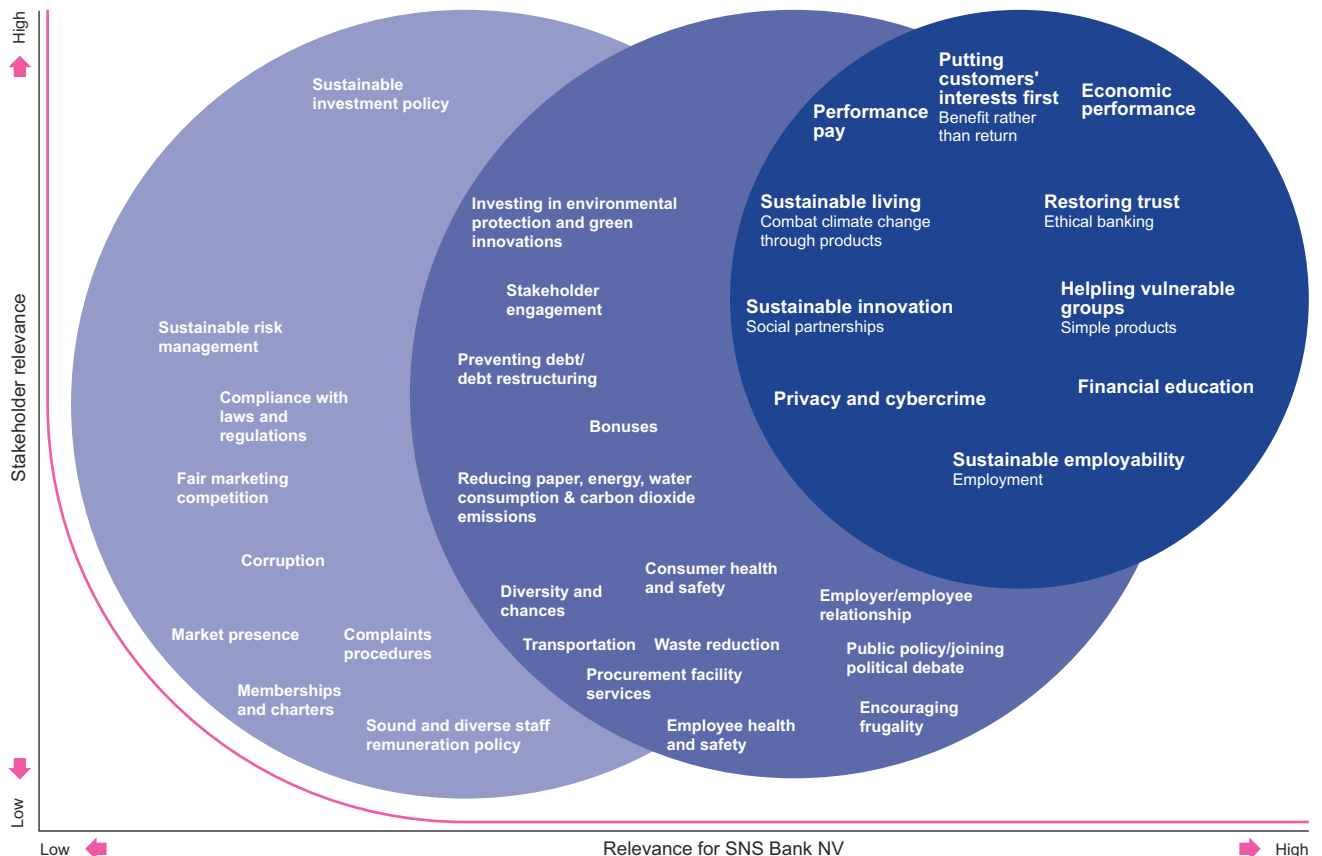 High
Stakeholder relevance
Low
Sustainable
investment policy
Sustainable risk
management
Compliance with
laws and
regulations
Fair marketing
competition
Corruption
Market presence
Complaints
procedures
Memberships
and charters
Sound and diverse staff
remuneration policy
Investing in environmental
protection and green
innovations
Stakeholder
engagement
Preventing debt/
debt restructuring
Bonuses
Reducing paper, energy, water
consumption & carbon dioxide
emissions
Consumer health
and safety
Diversity and
chances
Employer/employee
relationship
Transportation
Waste reduction
Public policy/joining
political debate
Procurement facility
services
Encouraging
frugality
Employee health
and safety
Putting
customers'
interests first
Benefit rather
than return
Performance
pay
Economic
performance
Sustainable living
Combat climate change
through products
Restoring trust
Ethical banking
Sustainable innovation
Social partnerships
Helpling vulnerable
groups
Simple products
Privacy and cybercrime
Financial education
Sustainable employability
Employment
Low
Relevance for SNS Bank NV
High